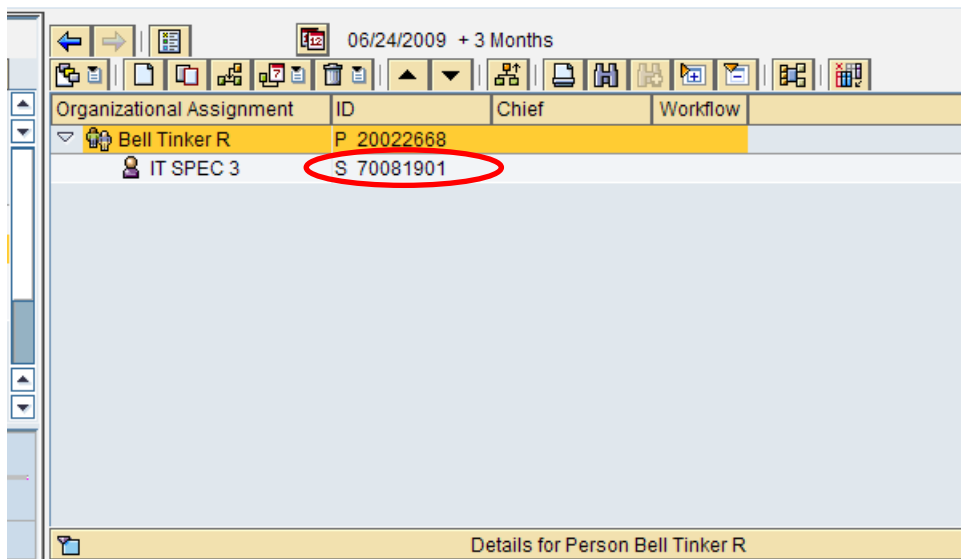 06/24/2009 + 3 Months
Organizational Assignment ID Chief Workflow
Bell Tinker R P 20022668
IT SPEC 3 S 70081901
Details for Person Bell Tinker R